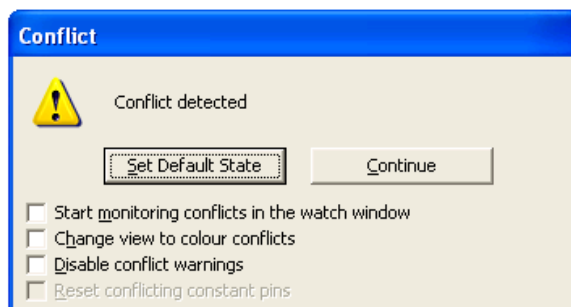 Conflict
Conflict detected
Set Default State Continue
Start monitoring conflicts in the watch window
Change view to colour conflicts
Disable conflict warnings
Reset conflicting constant pins